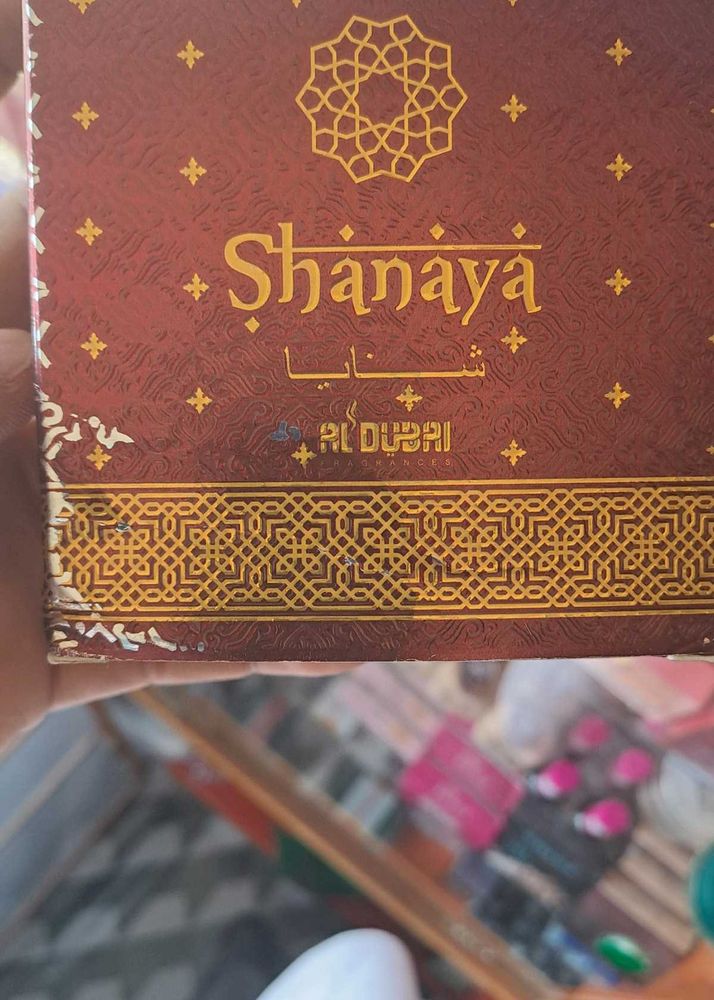 Shanaya
شنايا
AL DUBAI
FRAGRANCES